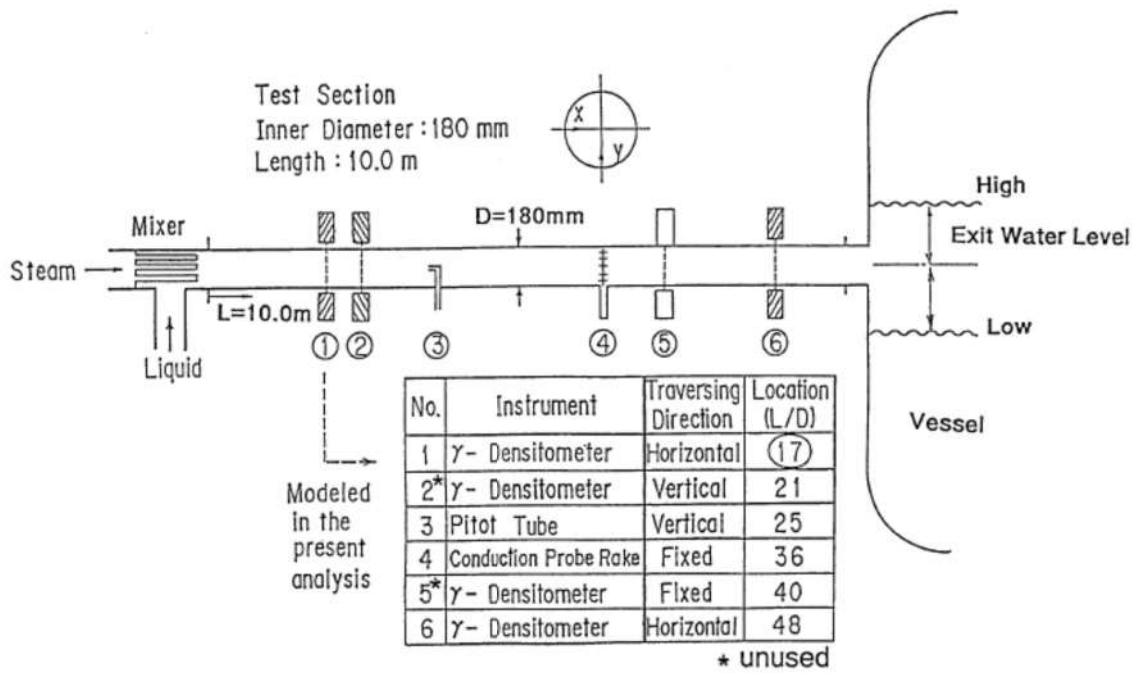 Test Section
Inner Diameter : 180 mm
Length : 10.0 m
X
y
High
Exit Water Level
Low
Vessel
Mixer
Steam
Liquid
L=10.0m
D=180mm
① ② ③ ④ ⑤ ⑥
Modeled
in the
present
analysis
No. Instrument Traversing Direction Location (L/D)
1 γ- Densitometer Horizontal 17
2* γ- Densitometer Vertical 21
3 Pitot Tube Vertical 25
4 Conduction Probe Rake Fixed 36
5* γ- Densitometer Fixed 40
6 γ- Densitometer Horizontal 48
* unused